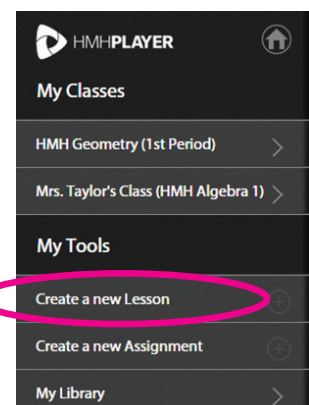 HMHPLAYER
My Classes
HMH Geometry (1st Period)
Mrs. Taylor's Class (HMH Algebra 1)
My Tools
Create a new Lesson
Create a new Assignment
My Library